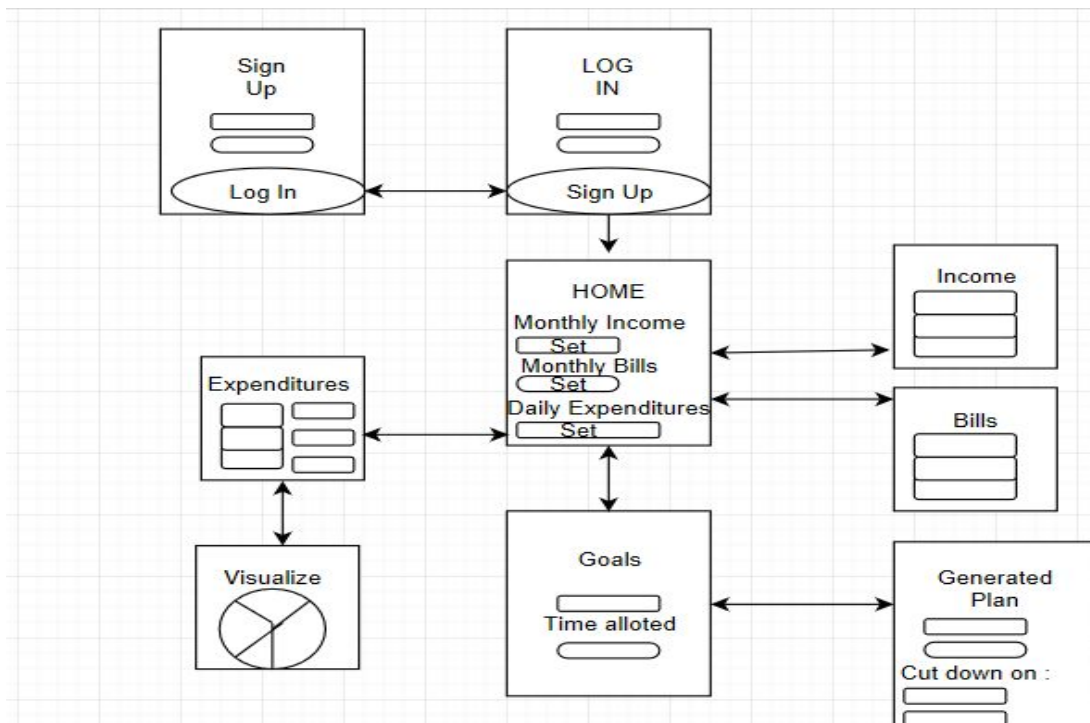 Sign
Up
Log In
LOG
IN
Sign Up
HOME
Monthly Income
Set
Monthly Bills
Set
Daily Expenditures
Set
Income
Bills
Expenditures
Visualize
Goals
Time alloted
Generated
Plan
Cut down on :